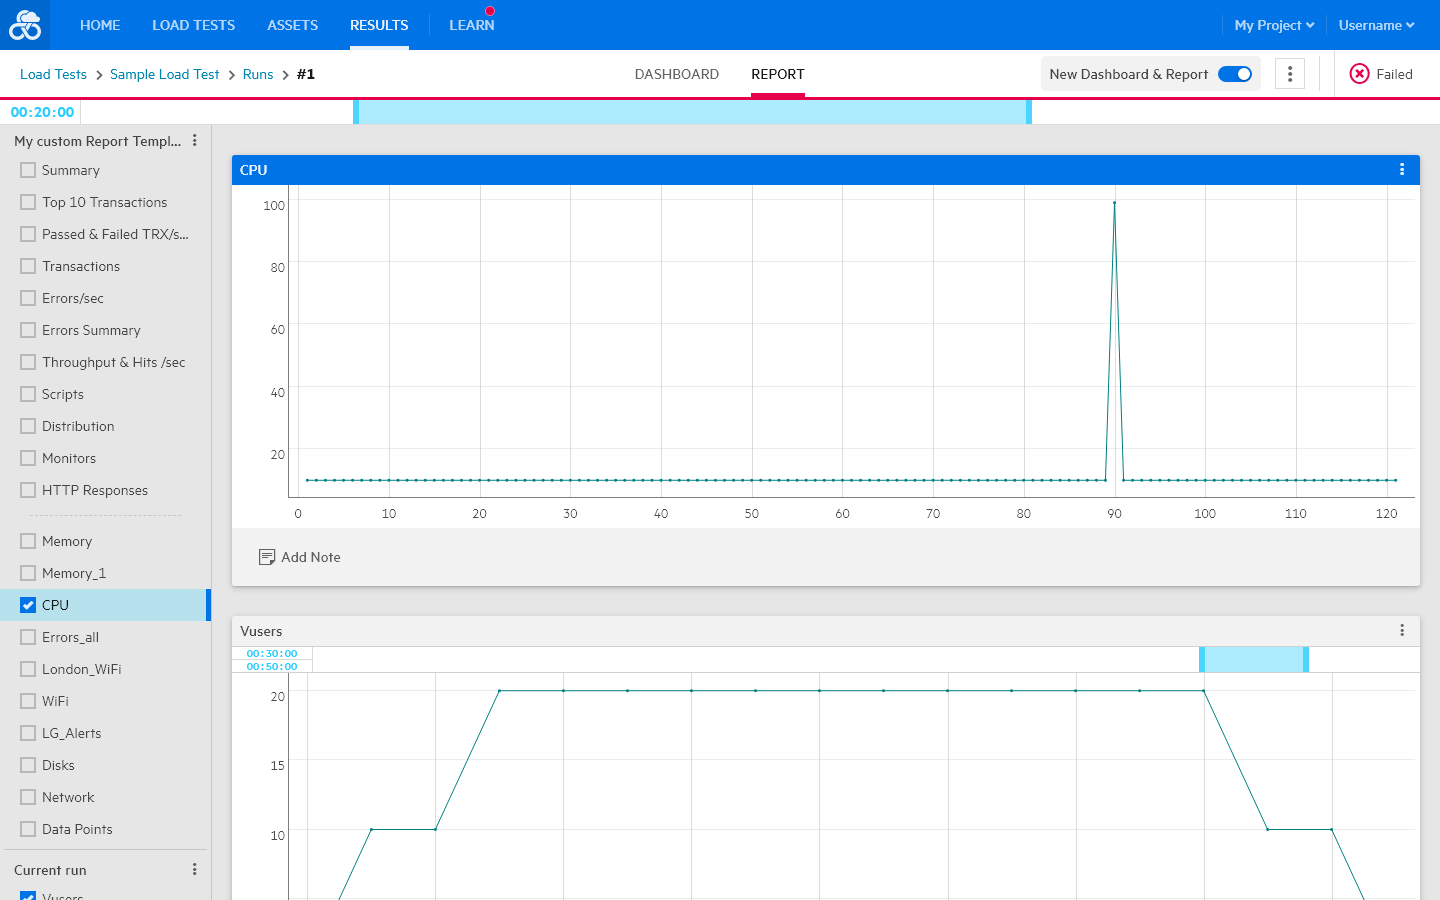 HOME LOAD TESTS ASSETS RESULTS LEARN My Project Username
Load Tests Sample Load Test Runs #1 DASHBOARD REPORT New Dashboard & Report Failed
00:20:00
My custom Report Templ...
Summary
Top 10 Transactions
Passed & Failed TRX/s...
Transactions
Errors/sec
Errors Summary
Throughput & Hits /sec
Scripts
Distribution
Monitors
HTTP Responses
Memory
Memory_1
CPU
Errors_all
London_WiFi
WiFi
LG_Alerts
Disks
Network
Data Points
Current run
Vusers
CPU
100
80
60
40
20
0 10 20 30 40 50 60 70 80 90 100 110 120
Add Note
Vusers
00:30:00
00:50:00
20
15
10